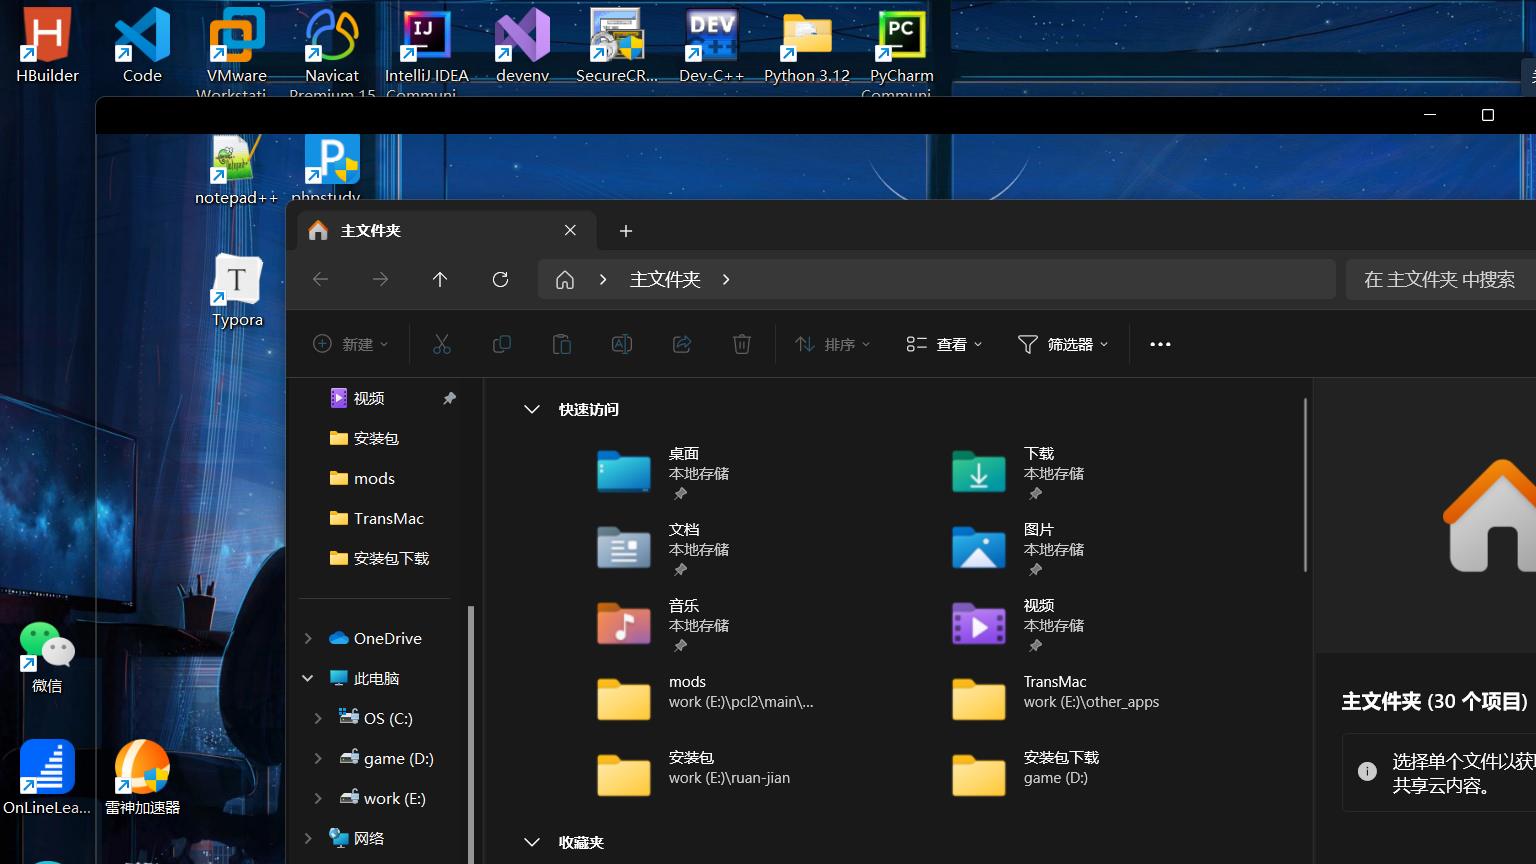 HBuilder
Code
VMware
Workstati...
Navicat
Premium 15
IntelliJ IDEA
Communi...
devenv
SecureCR...
Dev-C++
Python 3.12
PyCharm
Communi...
notepad++
phpstudy
Typora
微信
OnLineLea...
雷神加速器
主文件夹
主文件夹
在 主文件夹 中搜索
新建
排序
查看
筛选器
视频
安装包
mods
TransMac
安装包下载
OneDrive
此电脑
OS (C:)
game (D:)
work (E:)
网络
快速访问
桌面
本地存储
下载
本地存储
文档
本地存储
图片
本地存储
音乐
本地存储
视频
本地存储
mods
work (E:)\pcl2\main\...
TransMac
work (E:)\other_apps
安装包
work (E:)\ruan-jian
安装包下载
game (D:)
收藏夹
主文件夹 (30 个项目)
选择单个文件以获
共享云内容。